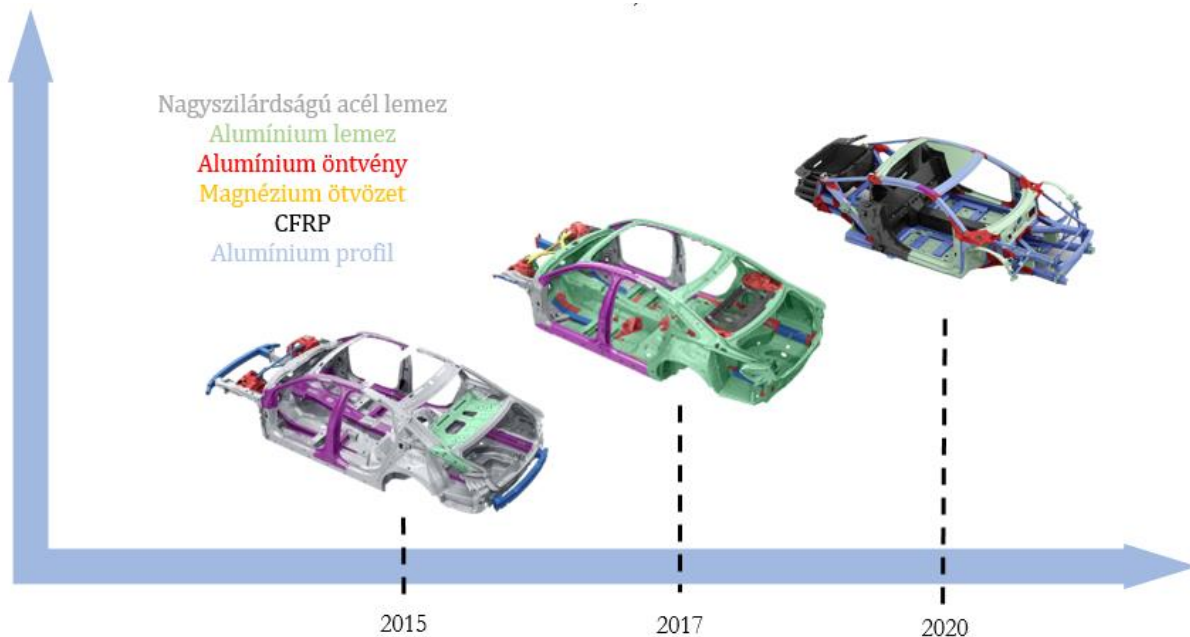 Nagyszilárdságú acél lemez
Alumínium lemez
Alumínium öntvény
Magnézium ötvözet
CFRP
Alumínium profil
2015
2017
2020